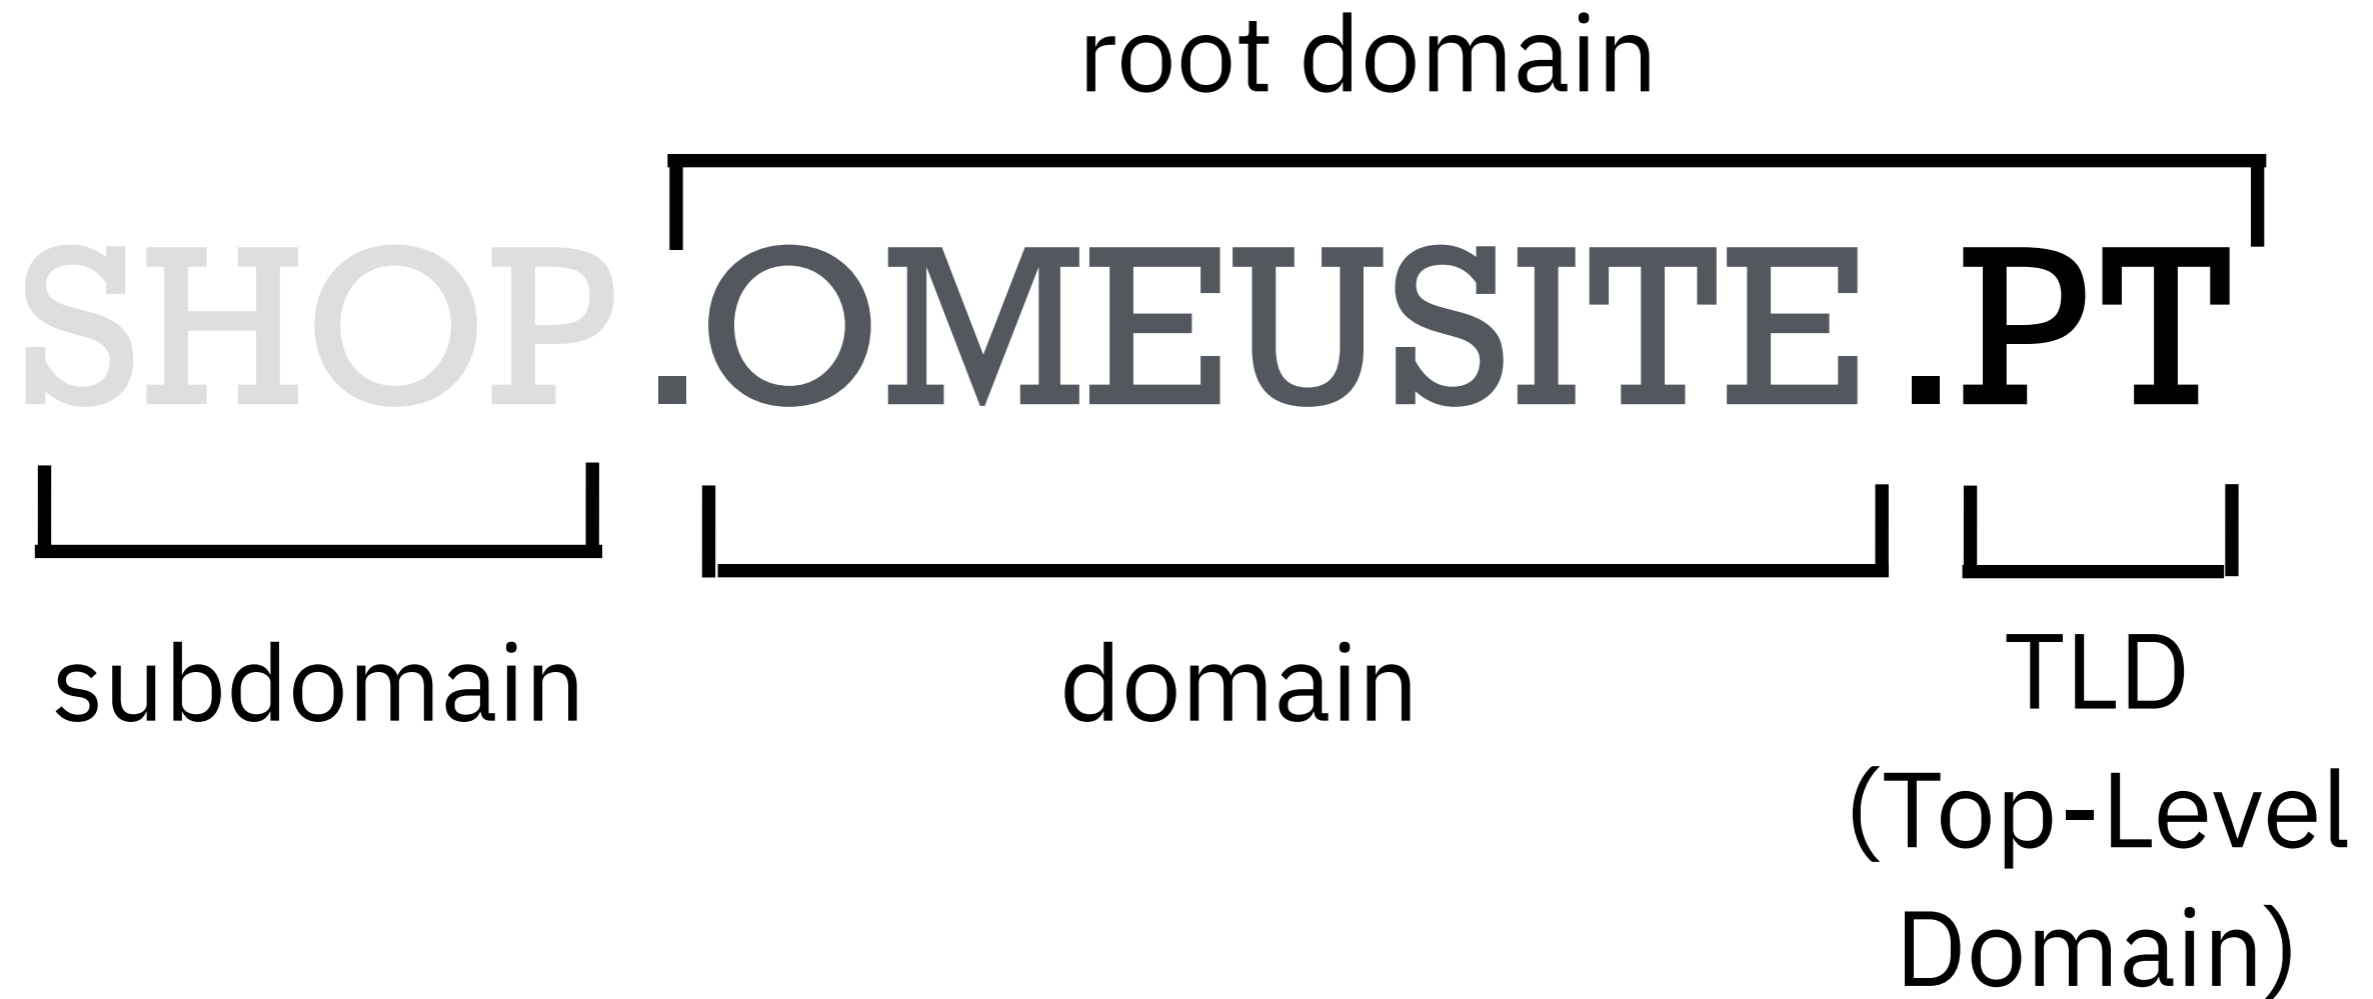 root domain
SHOP.OMEUSITE.PT
subdomain
domain
TLD
(Top-Level
Domain)